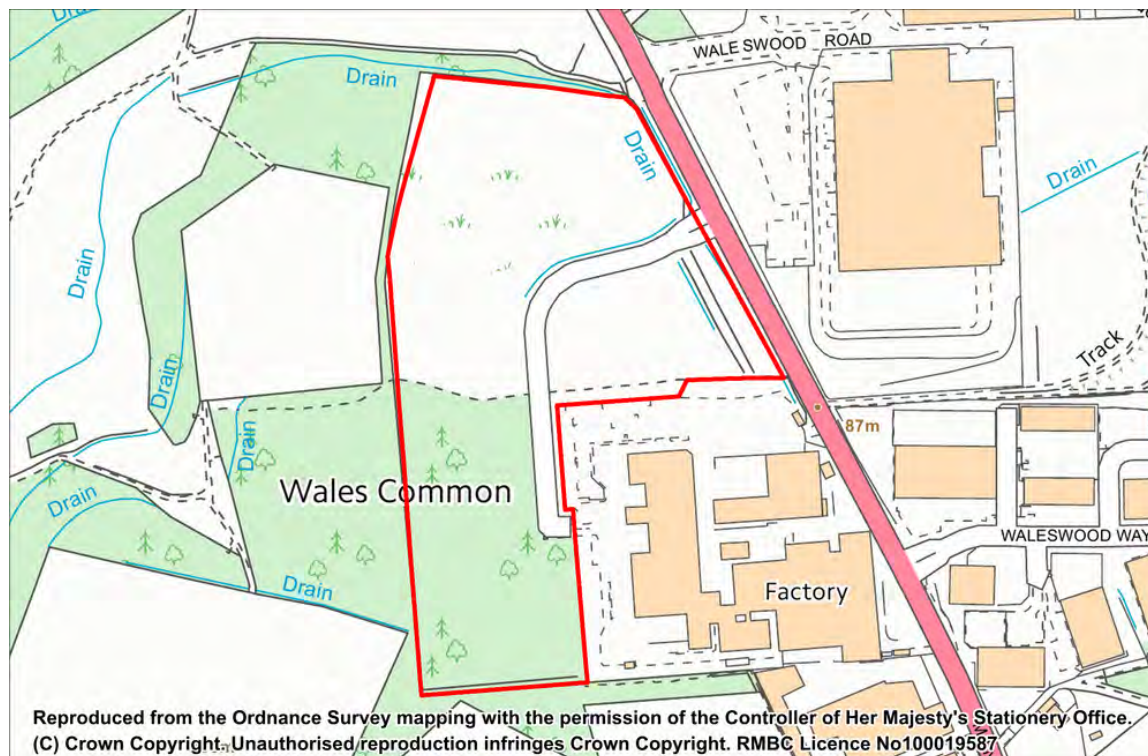 WALESWOOD ROAD
Drain
Drain
Drain
Drain
Track
Drain
87m
Drain
Wales Common
Drain
WALESWOOD WAY
Drain
Factory
Reproduced from the Ordnance Survey mapping with the permission of the Controller of Her Majesty's Stationery Office.
(C) Crown Copyright. Unauthorised reproduction infringes Crown Copyright. RMBC Licence No100019587